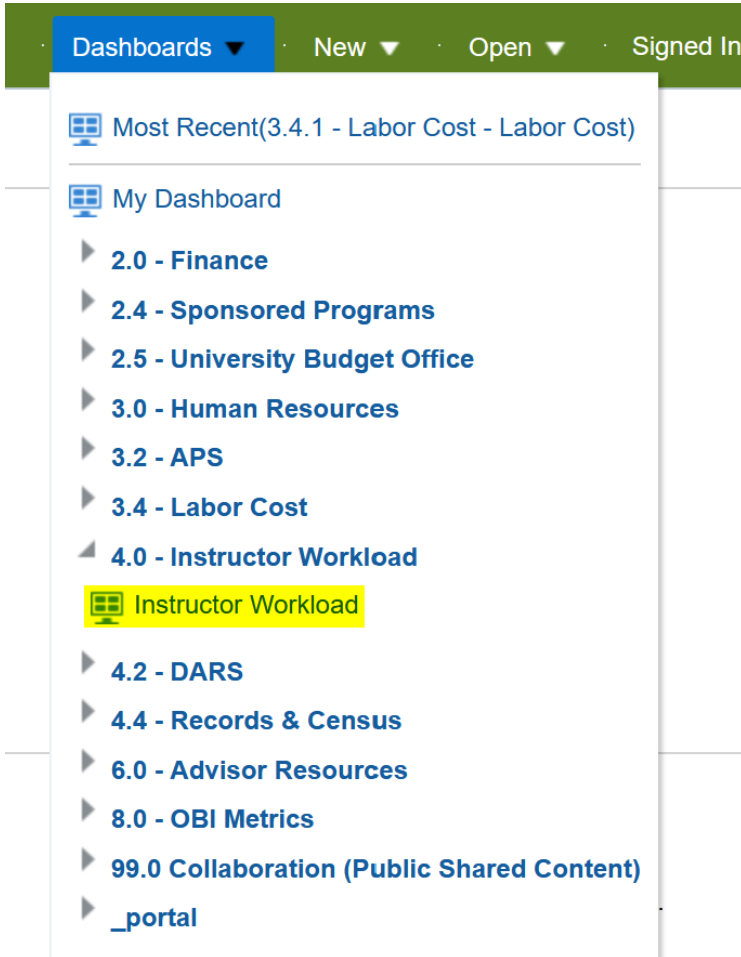 Dashboards New Open Signed In
Most Recent(3.4.1 - Labor Cost - Labor Cost)
My Dashboard
2.0 - Finance
2.4 - Sponsored Programs
2.5 - University Budget Office
3.0 - Human Resources
3.2 - APS
3.4 - Labor Cost
4.0 - Instructor Workload
Instructor Workload
4.2 - DARS
4.4 - Records & Census
6.0 - Advisor Resources
8.0 - OBI Metrics
99.0 Collaboration (Public Shared Content)
_portal